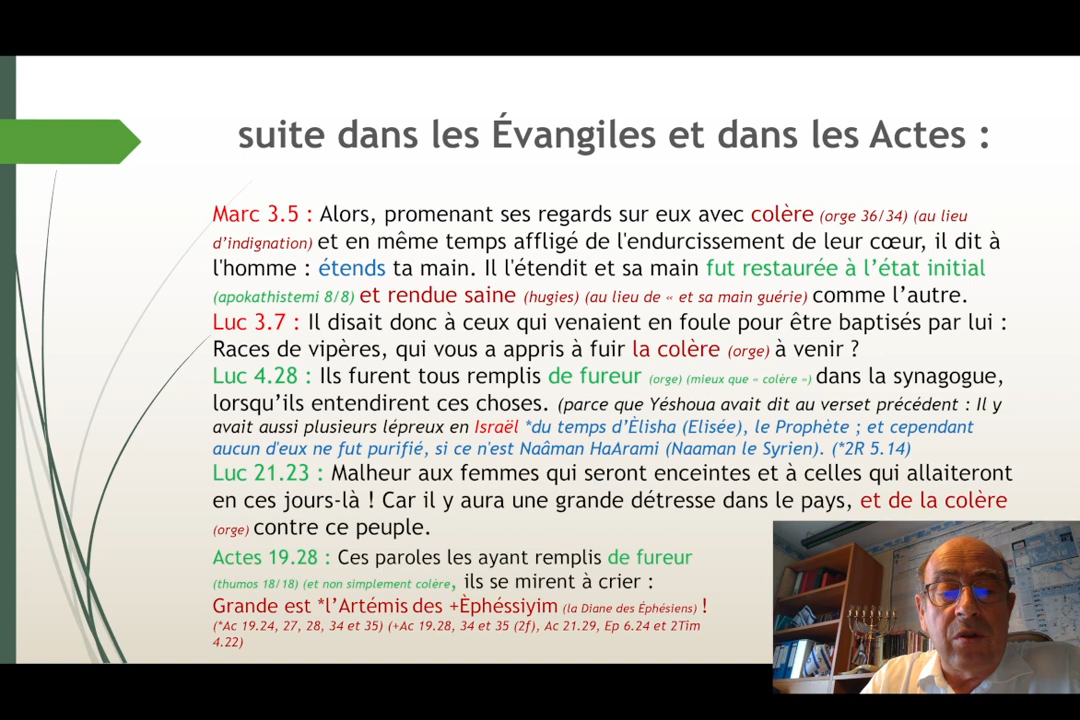 suite dans les Évangiles et dans les Actes :
Marc 3.5 : Alors, promenant ses regards sur eux avec colère (orge 36/34) (au lieu
d’indignation) et en même temps affligé de l'endurcissement de leur cœur, il dit à
l'homme : étends ta main. Il l'étendit et sa main fut restaurée à l’état initial
(apokathistemi 8/8) et rendue saine (hugies) (au lieu de « et sa main guérie) comme l’autre.
Luc 3.7 : Il disait donc à ceux qui venaient en foule pour être baptisés par lui :
Races de vipères, qui vous a appris à fuir la colère (orge) à venir ?
Luc 4.28 : Ils furent tous remplis de fureur (orge) (mieux que « colère ») dans la synagogue,
lorsqu’ils entendirent ces choses. (parce que Yéshoua avait dit au verset précédent : Il y
avait aussi plusieurs lépreux en Israël *du temps d’Èlisha (Elisée), le Prophète ; et cependant
aucun d'eux ne fut purifié, si ce n'est Naâman HaArami (Naaman le Syrien). (*2R 5.14)
Luc 21.23 : Malheur aux femmes qui seront enceintes et à celles qui allaiteront
en ces jours-là ! Car il y aura une grande détresse dans le pays, et de la colère
(orge) contre ce peuple.
Actes 19.28 : Ces paroles les ayant remplis de fureur
(thumos 18/18) (et non simplement colère, ils se mirent à crier :
Grande est *l’Artémis des +Èphéssiyim (la Diane des Éphésiens) !
(*Ac 19.24, 27, 28, 34 et 35) (+Ac 19.28, 34 et 35 (2f), Ac 21.29, Ep 6.24 et 2Tim
4.22)